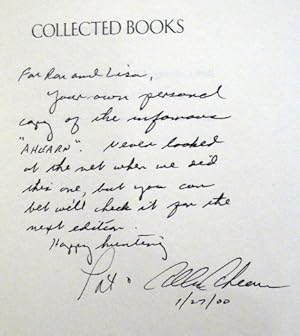 COLLECTED BOOKS
For Ron and Lisa,
Your own personal
copy of the infamous
"AHEARN". Never looked
at the net when we did
this one, but you can
bet we'll check it for the
next edition.
Happy hunting
Pat & Allen Ahearn
1/27/00